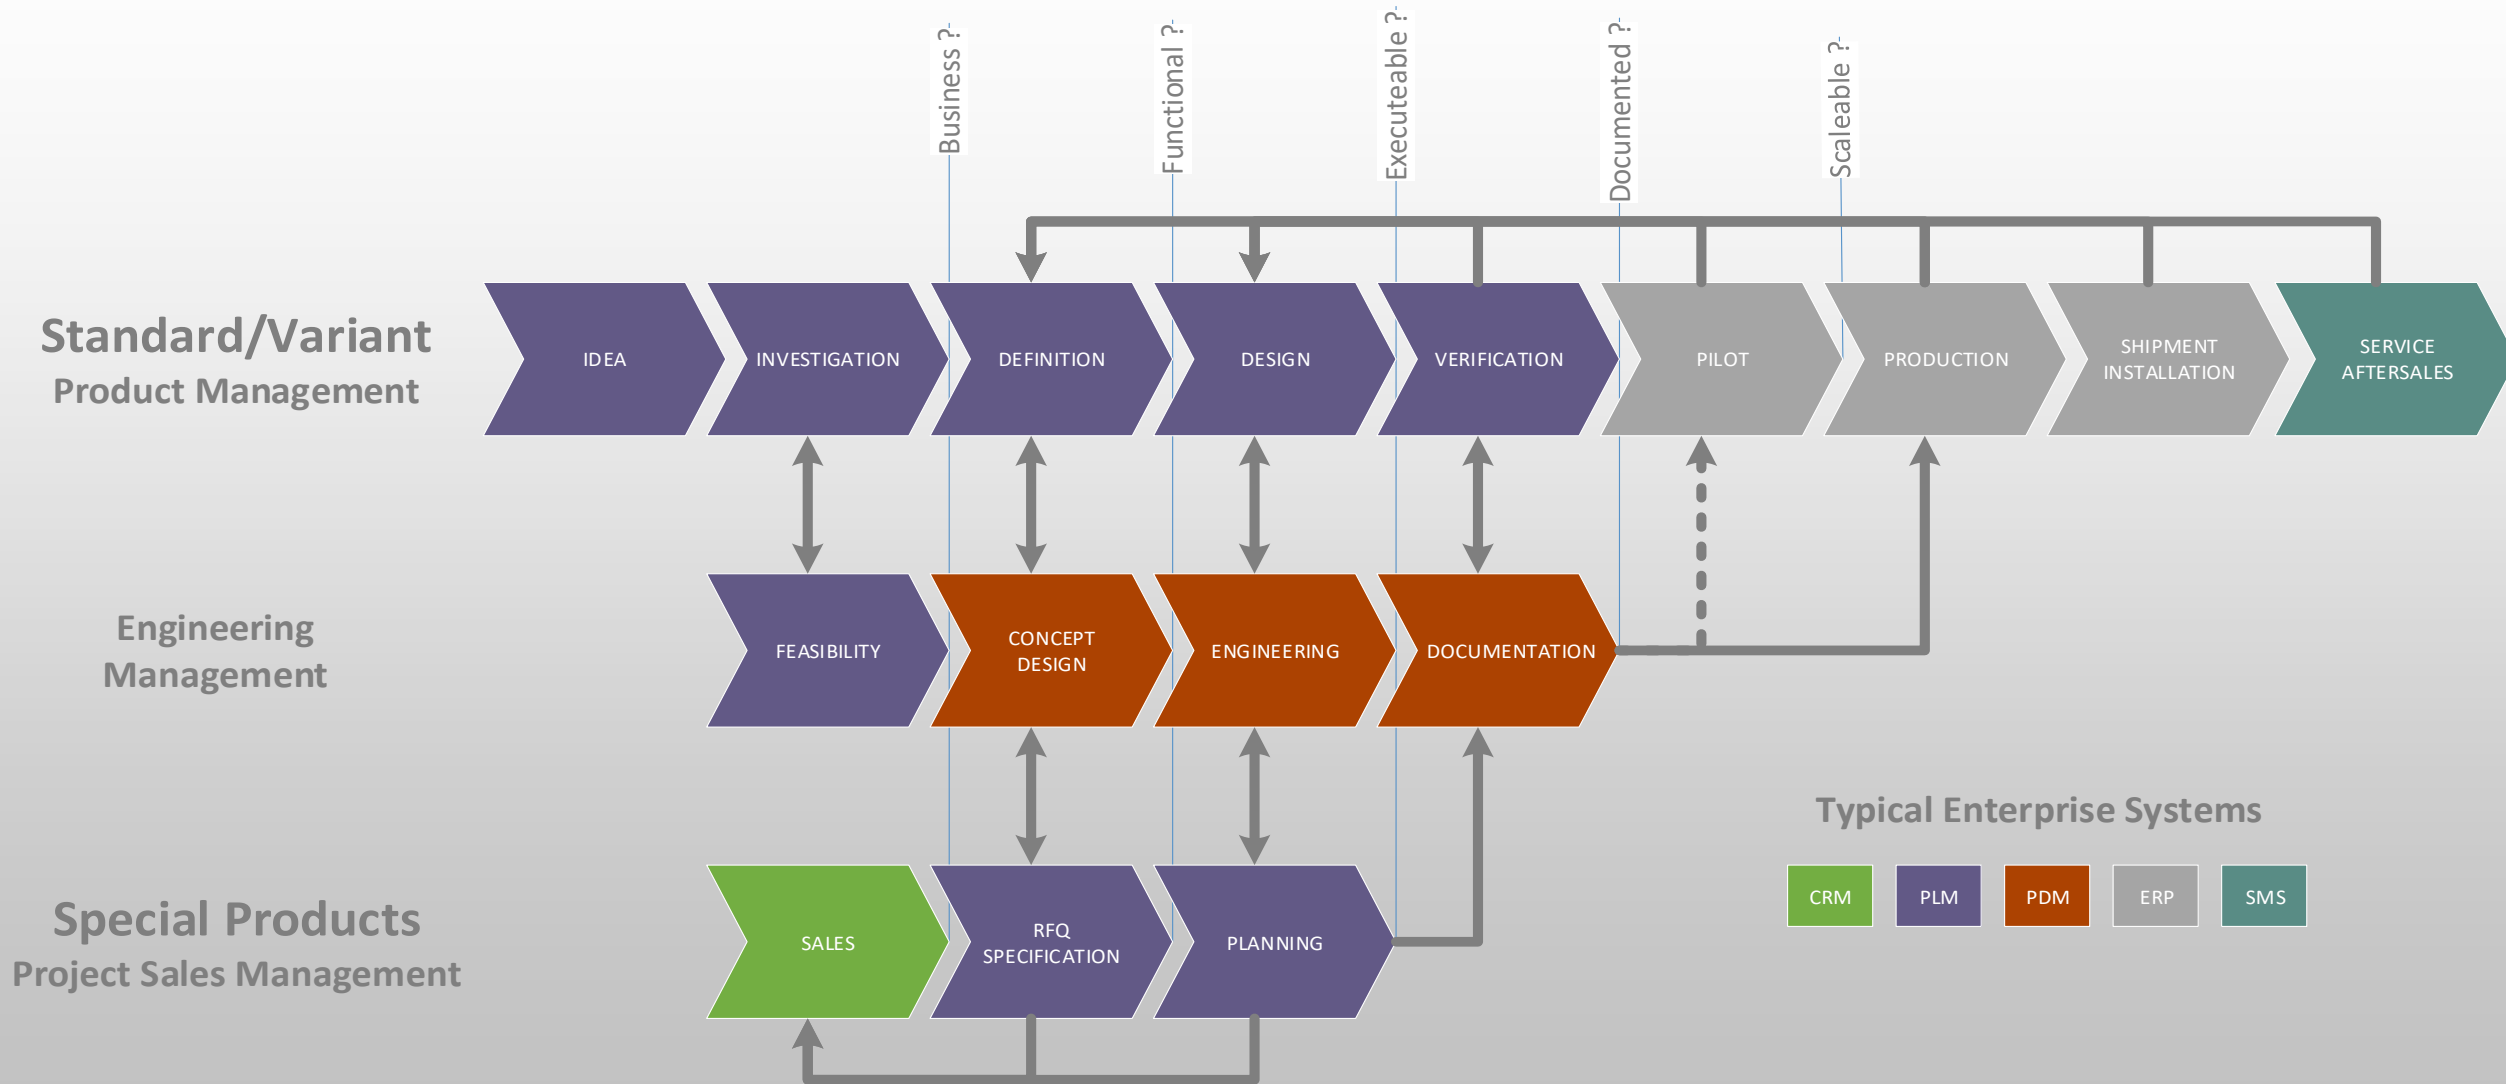 Business ?
Functional ?
Executeable ?
Documented ?
Scaleable ?
Standard/Variant
Product Management
IDEA
INVESTIGATION
DEFINITION
DESIGN
VERIFICATION
PILOT
PRODUCTION
SHIPMENT
INSTALLATION
SERVICE
AFTERSALES
Engineering
Management
FEASIBILITY
CONCEPT
DESIGN
ENGINEERING
DOCUMENTATION
Special Products
Project Sales Management
SALES
RFQ
SPECIFICATION
PLANNING
Typical Enterprise Systems
CRM
PLM
PDM
ERP
SMS